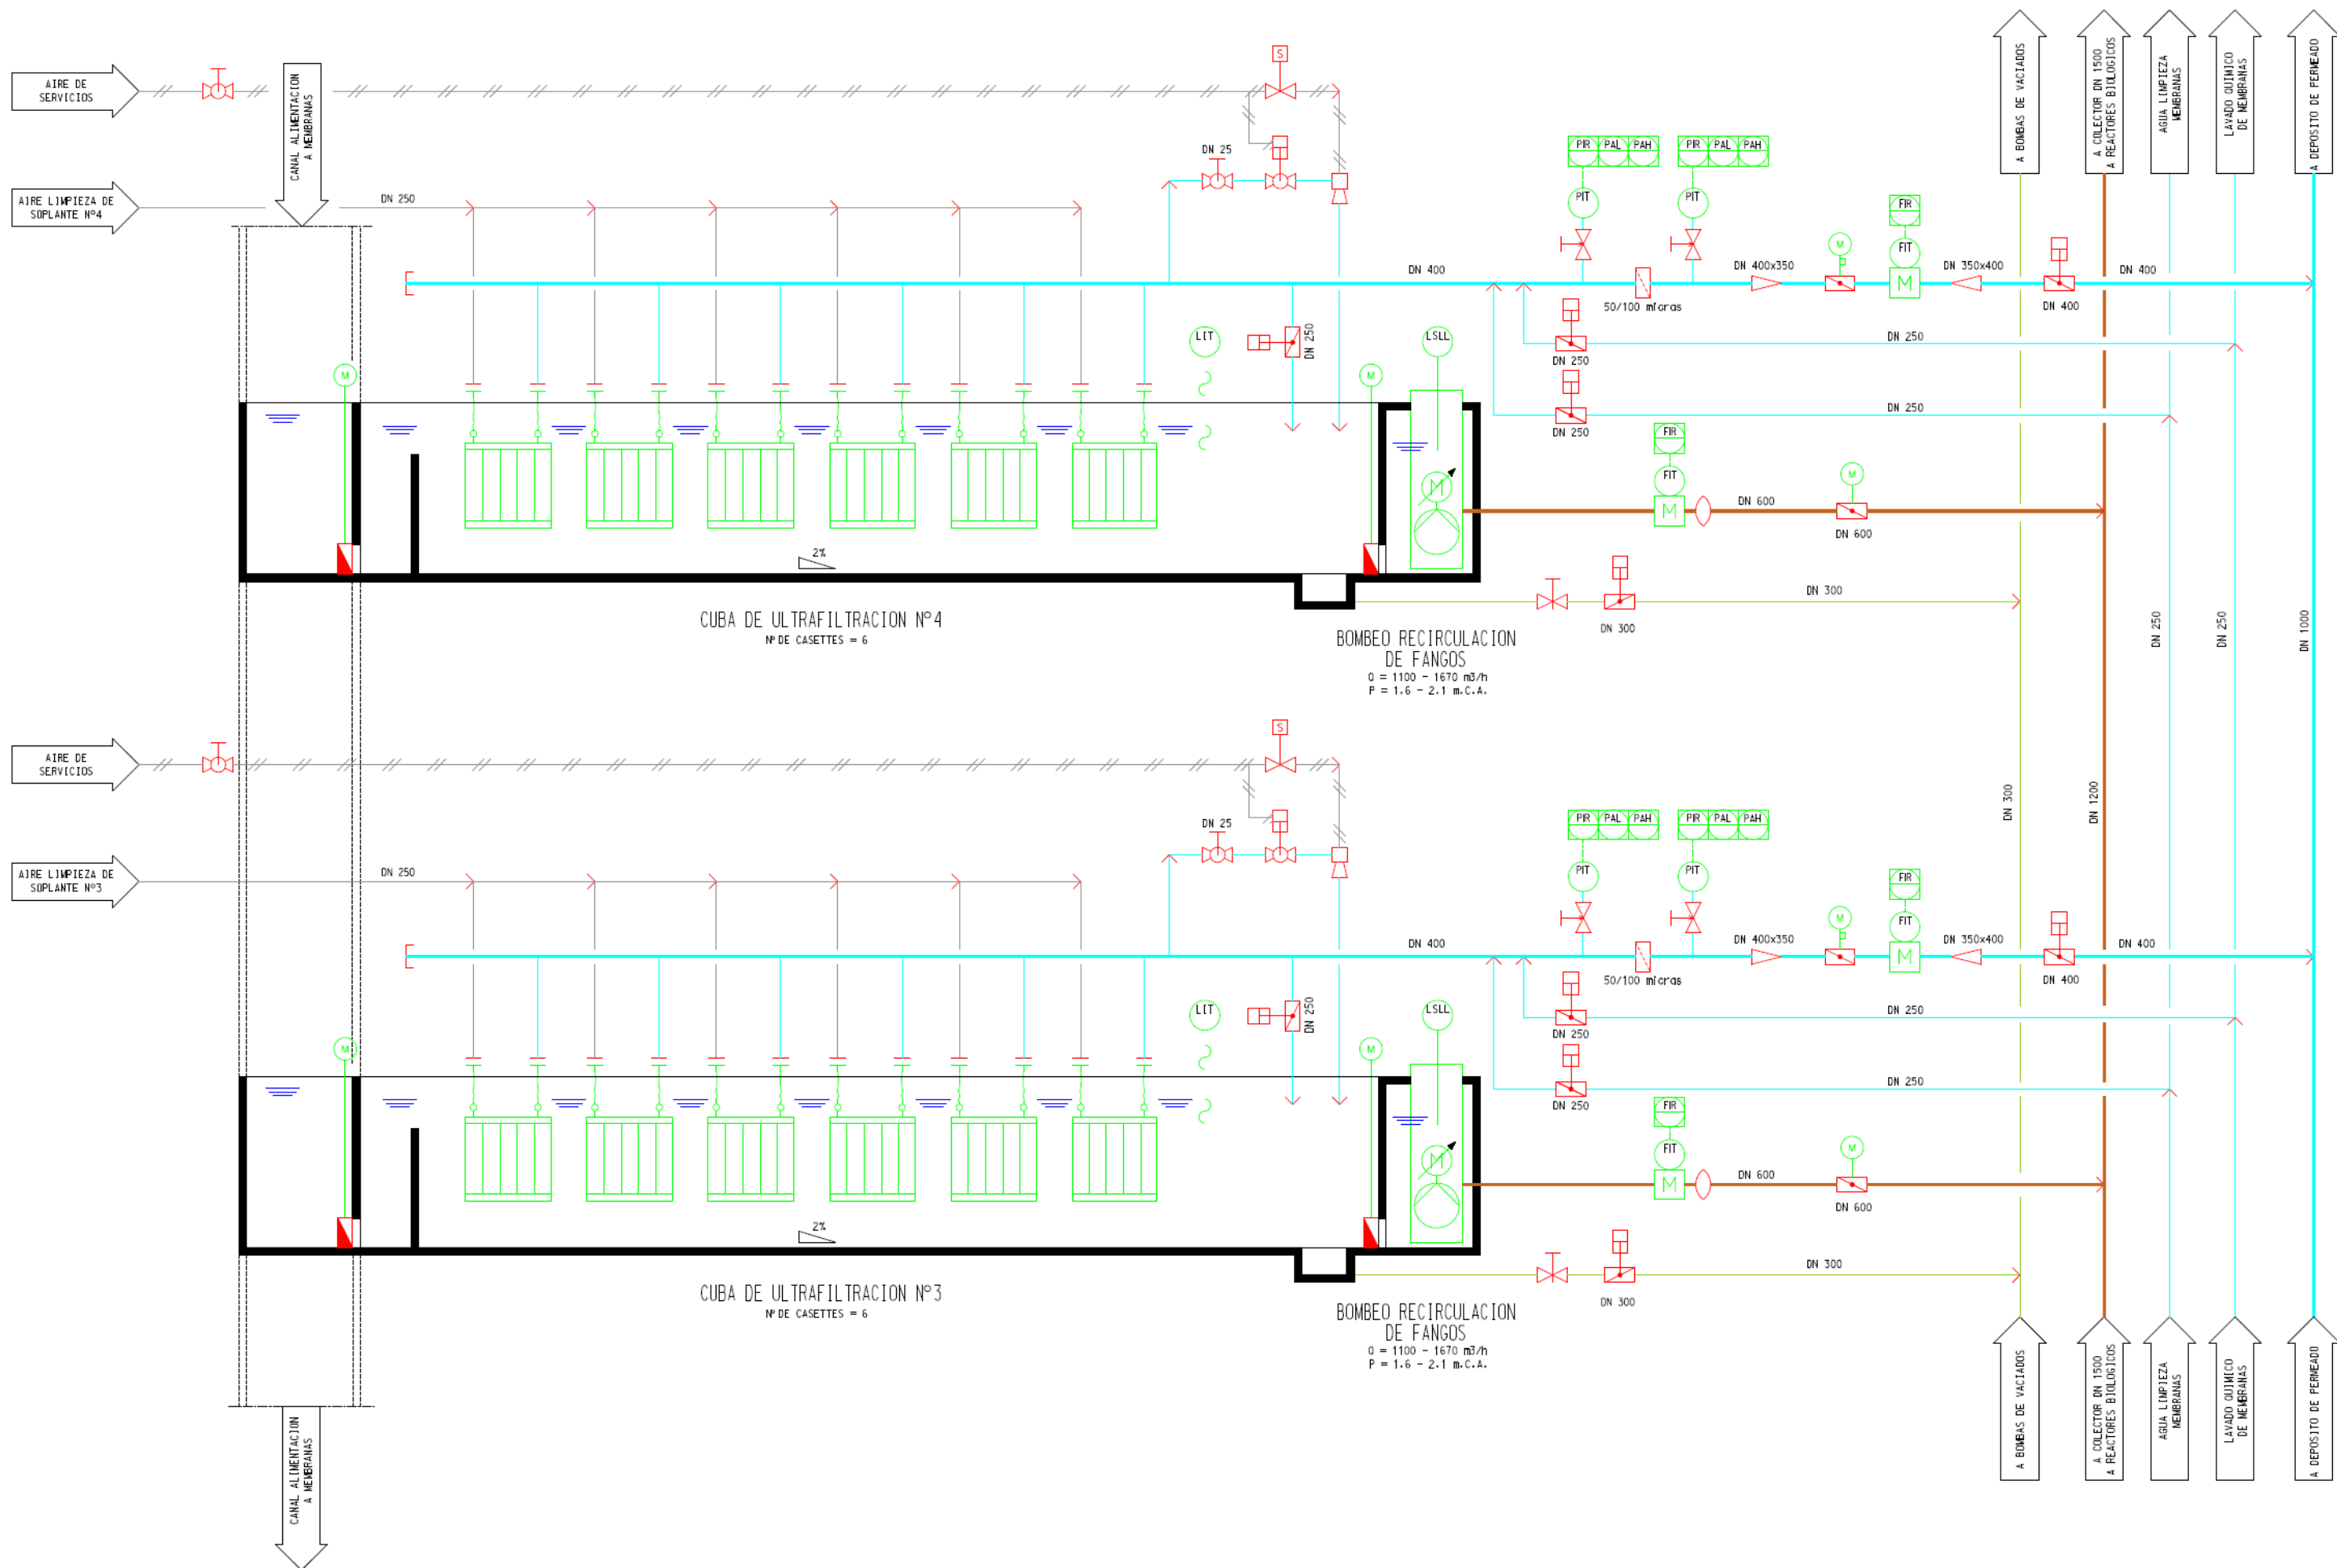 A BOMBAS DE VACIADOS
A COLECTOR DN 1500
A REACTORES BIOLOGICOS
AGUA LIMPIEZA
MEMBRANAS
LAVADO QUIMICO
DE MEMBRANAS
A DEPOSITO DE PERMEADO
AIRE DE
SERVICIOS
CANAL ALIMENTACION
A MEMBRANAS
S
DN 25
PIR PAL PAH
PIR PAL PAH
PIT
PIT
FIR
FIT
M
M
AIRE LIMPIEZA DE
SOPLANTE Nº4
DN 250
DN 400
50/100 micras
DN 400x350
DN 350x400
DN 400
DN 400
LIT
DN 250
LSLL
DN 250
DN 250
DN 250
DN 250
M
M
M
FIR
FIT
M
DN 600
M
DN 600
2%
DN 300
DN 300
CUBA DE ULTRAFILTRACION Nº4
Nº DE CASETTES = 6
BOMBEO RECIRCULACION
DE FANGOS
Q = 1100 - 1670 m3/h
P = 1.6 - 2.1 m.C.A.
DN 250
DN 250
DN 1000
DN 300
DN 1200
AIRE DE
SERVICIOS
S
DN 25
PIR PAL PAH
PIR PAL PAH
PIT
PIT
FIR
FIT
M
M
AIRE LIMPIEZA DE
SOPLANTE Nº3
DN 250
DN 400
50/100 micras
DN 400x350
DN 350x400
DN 400
DN 400
LIT
DN 250
LSLL
DN 250
DN 250
DN 250
DN 250
M
M
M
FIR
FIT
M
DN 600
M
DN 600
2%
DN 300
DN 300
CUBA DE ULTRAFILTRACION Nº3
Nº DE CASETTES = 6
BOMBEO RECIRCULACION
DE FANGOS
Q = 1100 - 1670 m3/h
P = 1.6 - 2.1 m.C.A.
CANAL ALIMENTACION
A MEMBRANAS
A BOMBAS DE VACIADOS
A COLECTOR DN 1500
A REACTORES BIOLOGICOS
AGUA LIMPIEZA
MEMBRANAS
LAVADO QUIMICO
DE MEMBRANAS
A DEPOSITO DE PERMEADO